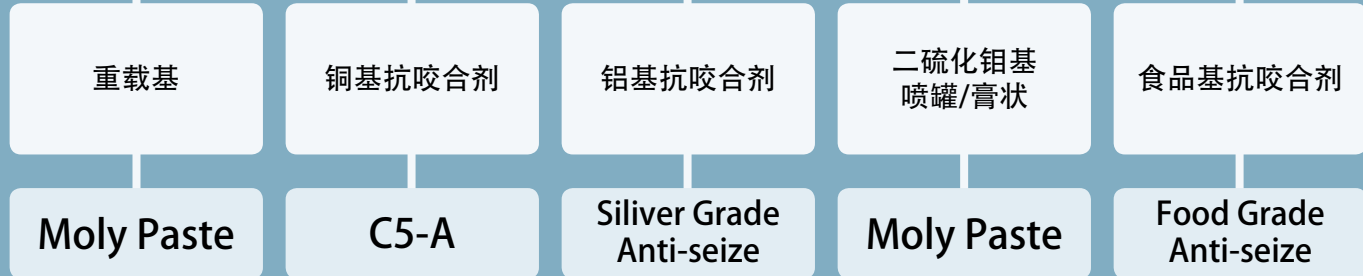 重载基
铜基抗咬合剂
铝基抗咬合剂
二硫化钼基
喷罐/膏状
食品基抗咬合剂
Moly Paste
C5-A
Siliver Grade
Anti-seize
Moly Paste
Food Grade
Anti-seize